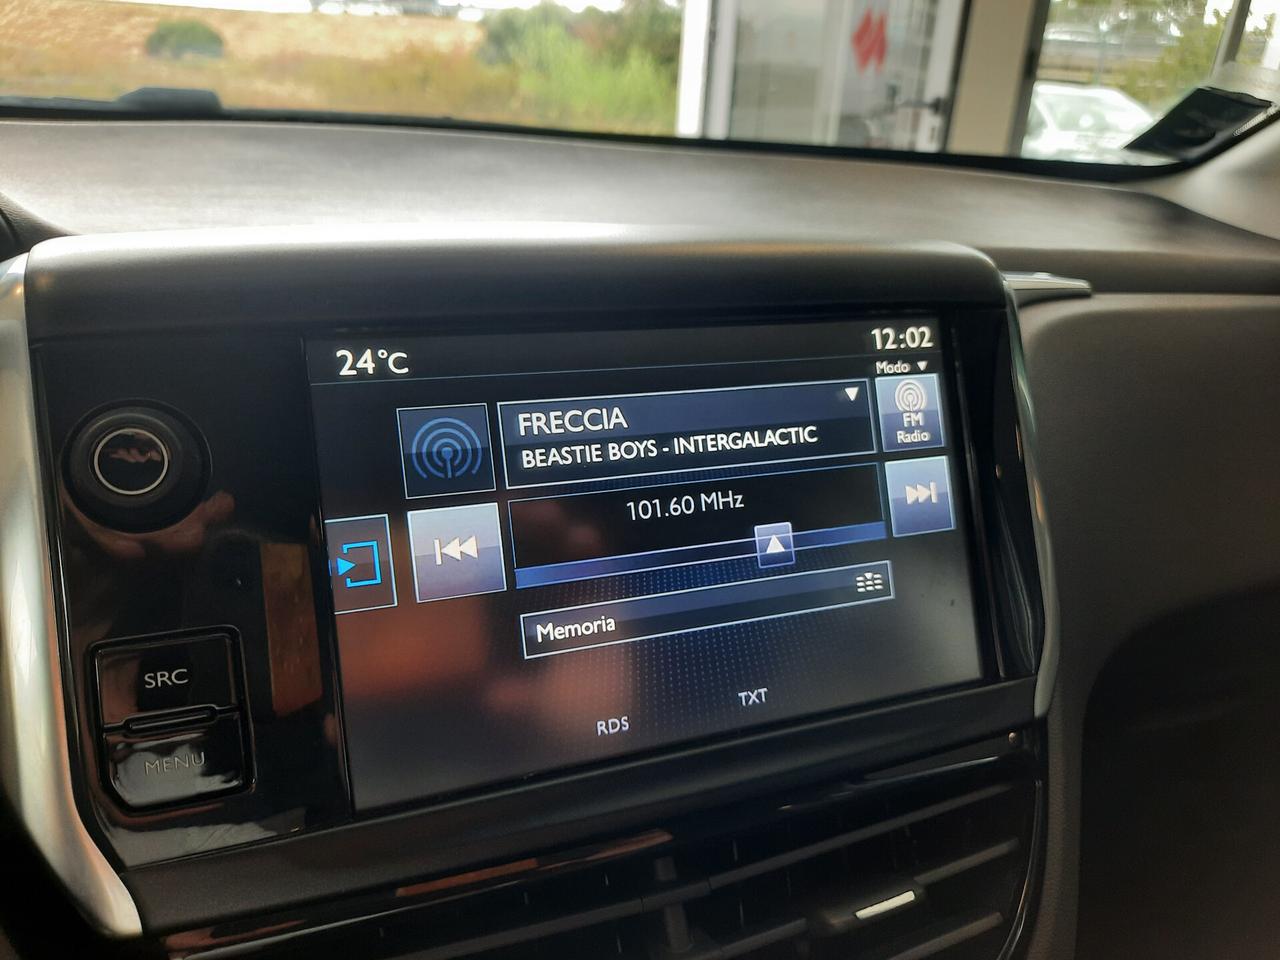 24°C
12:02
Modo
FRECCIA
BEASTIE BOYS - INTERGALACTIC
FM
Radio
101.60 MHz
Memoria
SRC
MENU
RDS
TXT